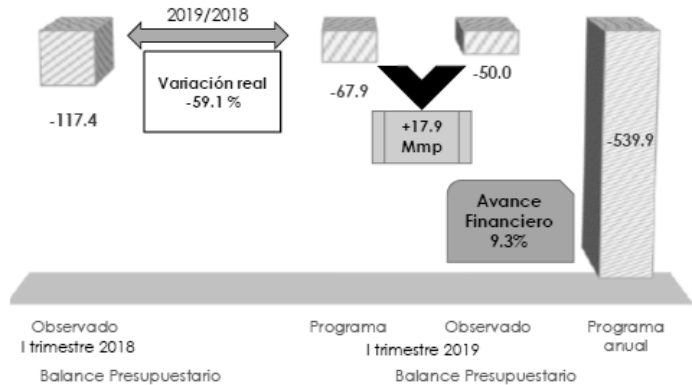 2019/2018
Variación real
-59.1 %
-117.4
-67.9
-50.0
+17.9
Mmp
-539.9
Avance
Financiero
9.3%
Observado
I trimestre 2018
Balance Presupuestario
Programa
Observado
I trimestre 2019
Balance Presupuestario
Programa
anual